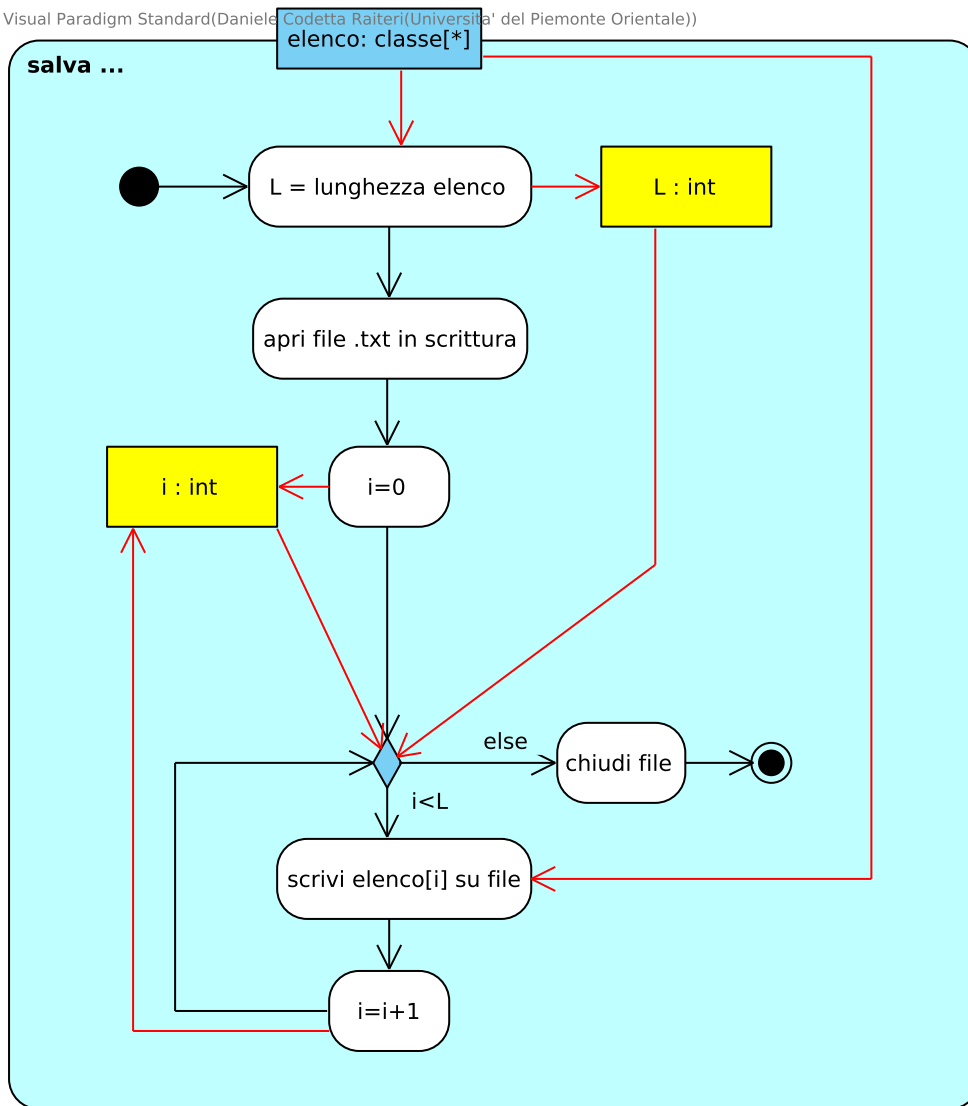 Visual Paradigm Standard(Daniele Codetta Raiteri(Universita' del Piemonte Orientale))
elenco: classe[*]
salva ...
L = lunghezza elenco
L : int
apri file .txt in scrittura
i : int
i=0
else
chiudi file
i<L
scrivi elenco[i] su file
i=i+1